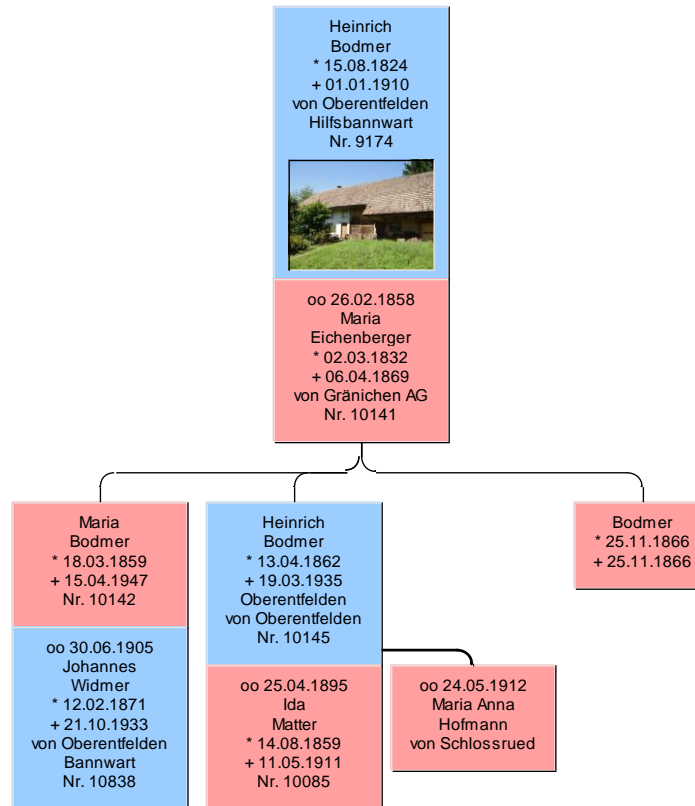 Heinrich
Bodmer
* 15.08.1824
+ 01.01.1910
von Oberentfelden
Hilfsbannwart
Nr. 9174
oo 26.02.1858
Maria
Eichenberger
* 02.03.1832
+ 06.04.1869
von Gränichen AG
Nr. 10141
Maria
Bodmer
* 18.03.1859
+ 15.04.1947
Nr. 10142
oo 30.06.1905
Johannes
Widmer
* 12.02.1871
+ 21.10.1933
von Oberentfelden
Bannwart
Nr. 10838
Heinrich
Bodmer
* 13.04.1862
+ 19.03.1935
Oberentfelden
von Oberentfelden
Nr. 10145
oo 25.04.1895
Ida
Matter
* 14.08.1859
+ 11.05.1911
Nr. 10085
oo 24.05.1912
Maria Anna
Hofmann
von Schlossrued
Bodmer
* 25.11.1866
+ 25.11.1866